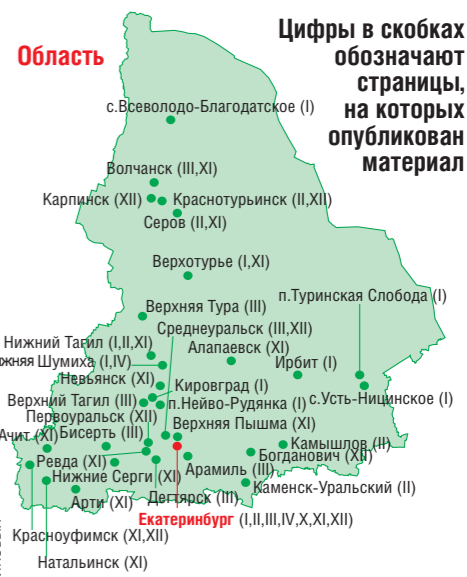 Цифры в скобках
обозначают
страницы,
на которых
опубликован
материал
Область
с.Всеволодо-Благодатское (I)
Волчанск (III,XI)
Карпинск (XII)
Краснотурьинск (II,XII)
Серов (II,XI)
Верхотурье (I,XI)
п.Туринская Слобода (I)
Верхняя Тура (III)
Среднеуральск (III,XII)
Нижний Тагил (I,II,XI)
Алапаевск (XI)
Шумиха (I,IV)
Ирбит (I)
Невьянск (XI)
Кировград (I)
с.Усть-Ницинское (I)
Верхний Тагил (III)
п.Нейво-Рудянка (I)
Первоуральск (XII)
Верхняя Пышма (XI)
Ачит (XI)
Бисерть (III)
Камышлов (II)
Богданович (XII)
Ревда (XI)
Арамиль (III)
Нижние Серги (XI)
Каменск-Уральский (II)
Арти (XI)
Дегтярск (III)
Екатеринбург (I,II,III,IV,X,XI,XII)
Красноуфимск (XI,XII)
Натальинск (XI)